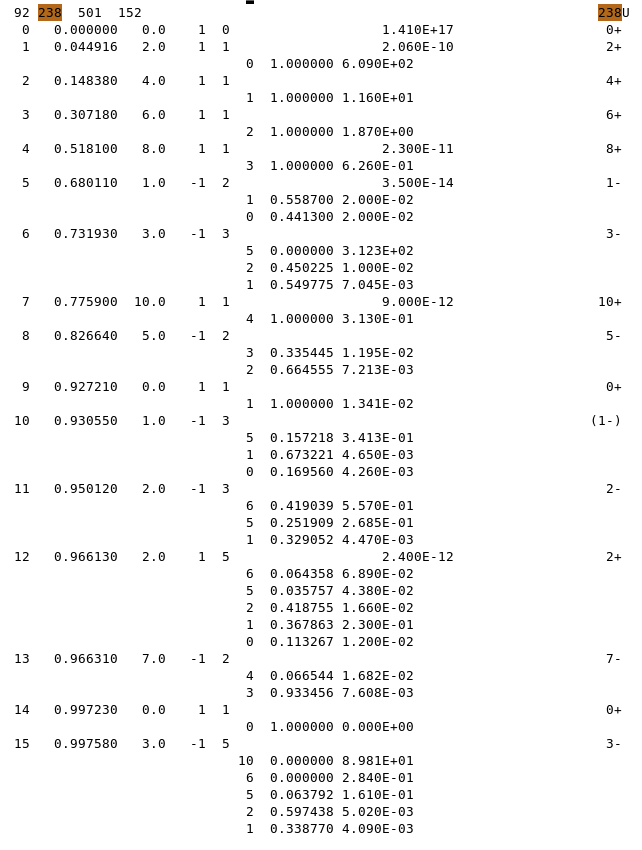 92 238 501 152 238U
0 0.000000 0.0 1 0 1.410E+17 0+
1 0.044916 2.0 1 1 2.060E-10 2+
0 1.000000 6.090E+02
2 0.148380 4.0 1 1 4+
1 1.000000 1.160E+01
3 0.307180 6.0 1 1 6+
2 1.000000 1.870E+00
4 0.518100 8.0 1 1 2.300E-11 8+
3 1.000000 6.260E-01
5 0.680110 1.0 -1 2 3.500E-14 1-
1 0.558700 2.000E-02
0 0.441300 2.000E-02
6 0.731930 3.0 -1 3 3-
5 0.000000 3.123E+02
2 0.450225 1.000E-02
1 0.549775 7.045E-03
7 0.775900 10.0 1 1 9.000E-12 10+
4 1.000000 3.130E-01
8 0.826640 5.0 -1 2 5-
3 0.335445 1.195E-02
2 0.664555 7.213E-03
9 0.927210 0.0 1 1 0+
1 1.000000 1.341E-02
10 0.930550 1.0 -1 3 (1-)
5 0.157218 3.413E-01
1 0.673221 4.650E-03
0 0.169560 4.260E-03
11 0.950120 2.0 -1 3 2-
6 0.419039 5.570E-01
5 0.251909 2.685E-01
1 0.329052 4.470E-03
12 0.966130 2.0 1 5 2.400E-12 2+
6 0.064358 6.890E-02
5 0.035757 4.380E-02
2 0.418755 1.660E-02
1 0.367863 2.300E-01
0 0.113267 1.200E-02
13 0.966310 7.0 -1 2 7-
4 0.066544 1.682E-02
3 0.933456 7.608E-03
14 0.997230 0.0 1 1 0+
0 1.000000 0.000E+00
15 0.997580 3.0 -1 5 3-
10 0.000000 8.981E+01
6 0.000000 2.840E-01
5 0.063792 1.610E-01
2 0.597438 5.020E-03
1 0.338770 4.090E-03